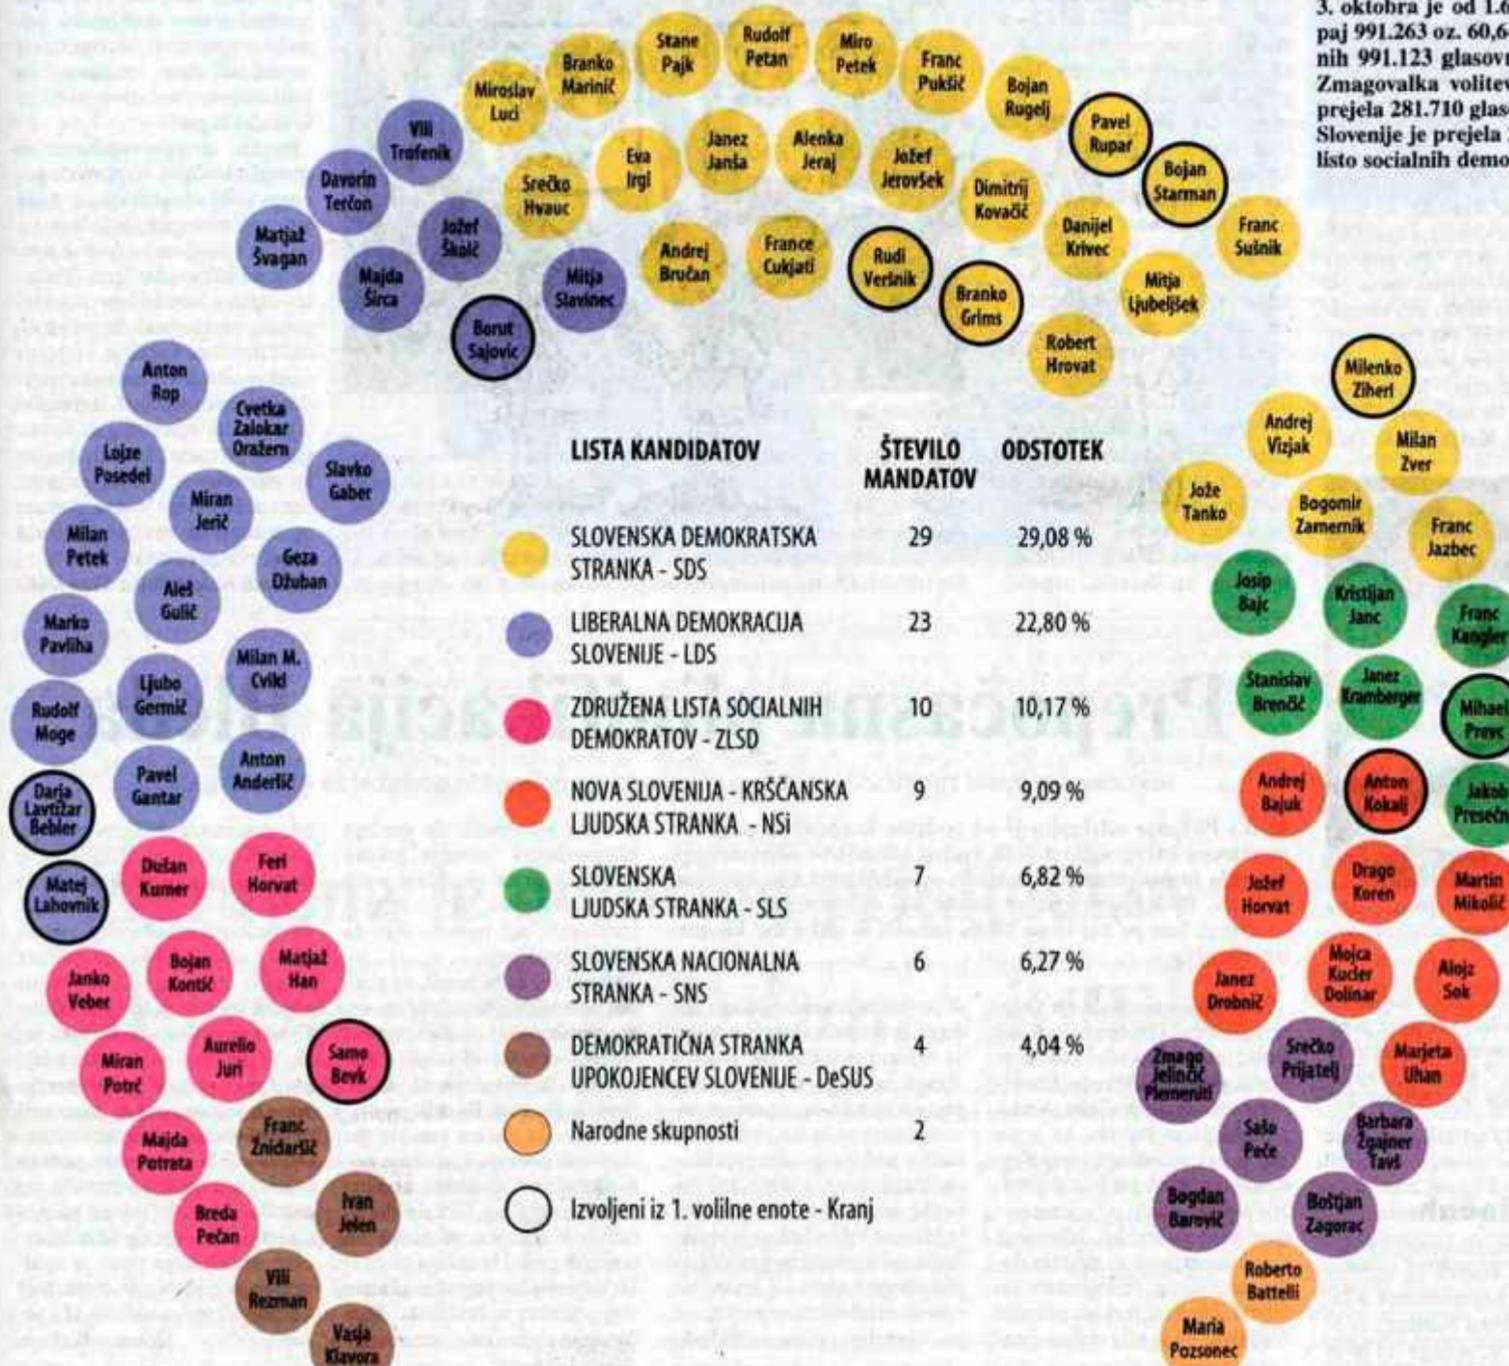 3. oktobra je od 1.6
paj 991.263 oz. 60,6
nih 991.123 glasov
Zmagovalka volitev
prejela 281.710 glas
Slovenije je prejela
listo socialnih demo
Stane
Pajk
Rudolf
Petan
Miro
Petek
Branko
Marinič
Franc
Pukšič
Miroslav
Luci
Bojan
Rugelj
Vili
Trofenik
Pavel
Rupar
Davorin
Terčon
Srečko
Hvauc
Eva
Irgl
Janez
Janša
Alenka
Jeraj
Jožef
Jerovšek
Dimitrij
Kovačič
Bojan
Starman
Matjaž
Švagan
Jožef
Školč
Danijel
Krivec
Franc
Sušnik
Majda
Širca
Mitja
Slavinec
Andrej
Bručan
France
Cukjati
Rudi
Veršnik
Branko
Grims
Mitja
Ljubeljšek
Borut
Sajovic
Robert
Hrovat
Anton
Rop
Cvetka
Zalokar
Oražem
Lojze
Posedel
Slavko
Gaber
Miran
Jerič
Milan
Petek
Geza
Džuban
Aleš
Gulič
Marko
Pavliha
Milan M.
Cvikl
Ljubo
Germič
Rudolf
Moge
Anton
Anderlič
Pavel
Gantar
Darja
Lavtižar
Bebler
Matej
Lahovnik
Dušan
Kumer
Feri
Horvat
Janko
Veber
Bojan
Kontič
Matjaž
Han
Miran
Potrč
Aurelio
Juri
Samo
Bevk
Majda
Potrata
Franc
Žnidaršič
Breda
Pečan
Ivan
Jelen
Vili
Rezman
Vasja
Klavora
LISTA KANDIDATOV ŠTEVILO MANDATOV ODSTOTEK
SLOVENSKA DEMOKRATSKA 29 29,08 %
STRANKA - SDS
LIBERALNA DEMOKRACIJA 23 22,80 %
SLOVENIJE - LDS
ZDRUŽENA LISTA SOCIALNIH 10 10,17 %
DEMOKRATOV - ZLSD
NOVA SLOVENIJA - KRŠČANSKA 9 9,09 %
LJUDSKA STRANKA - NSi
SLOVENSKA 7 6,82 %
LJUDSKA STRANKA - SLS
SLOVENSKA NACIONALNA 6 6,27 %
STRANKA - SNS
DEMOKRATIČNA STRANKA 4 4,04 %
UPOKOJENCEV SLOVENIJE - DeSUS
Narodne skupnosti 2
Izvoljeni iz 1. volilne enote - Kranj
Milenko
Ziherl
Andrej
Vizjak
Milan
Zver
Jože
Tanko
Bogomir
Zamernik
Franc
Jazbec
Josip
Bajc
Kristijan
Janc
Franc
Kangler
Stanislav
Brenčič
Janez
Kramberger
Mihael
Prevc
Andrej
Bajuk
Anton
Kokalj
Jakob
Presečn
Jožef
Horvat
Drago
Koren
Martin
Mikolič
Janez
Drobnič
Mojca
Kucler
Dolinar
Alojz
Sok
Zmago
Jelinčič
Plemeniti
Srečko
Prijatelj
Marjeta
Uhan
Sašo
Peče
Barbara
Žgajner
Tavš
Bogdan
Barovič
Boštjan
Zagorac
Roberto
Battelli
Maria
Pozsonec